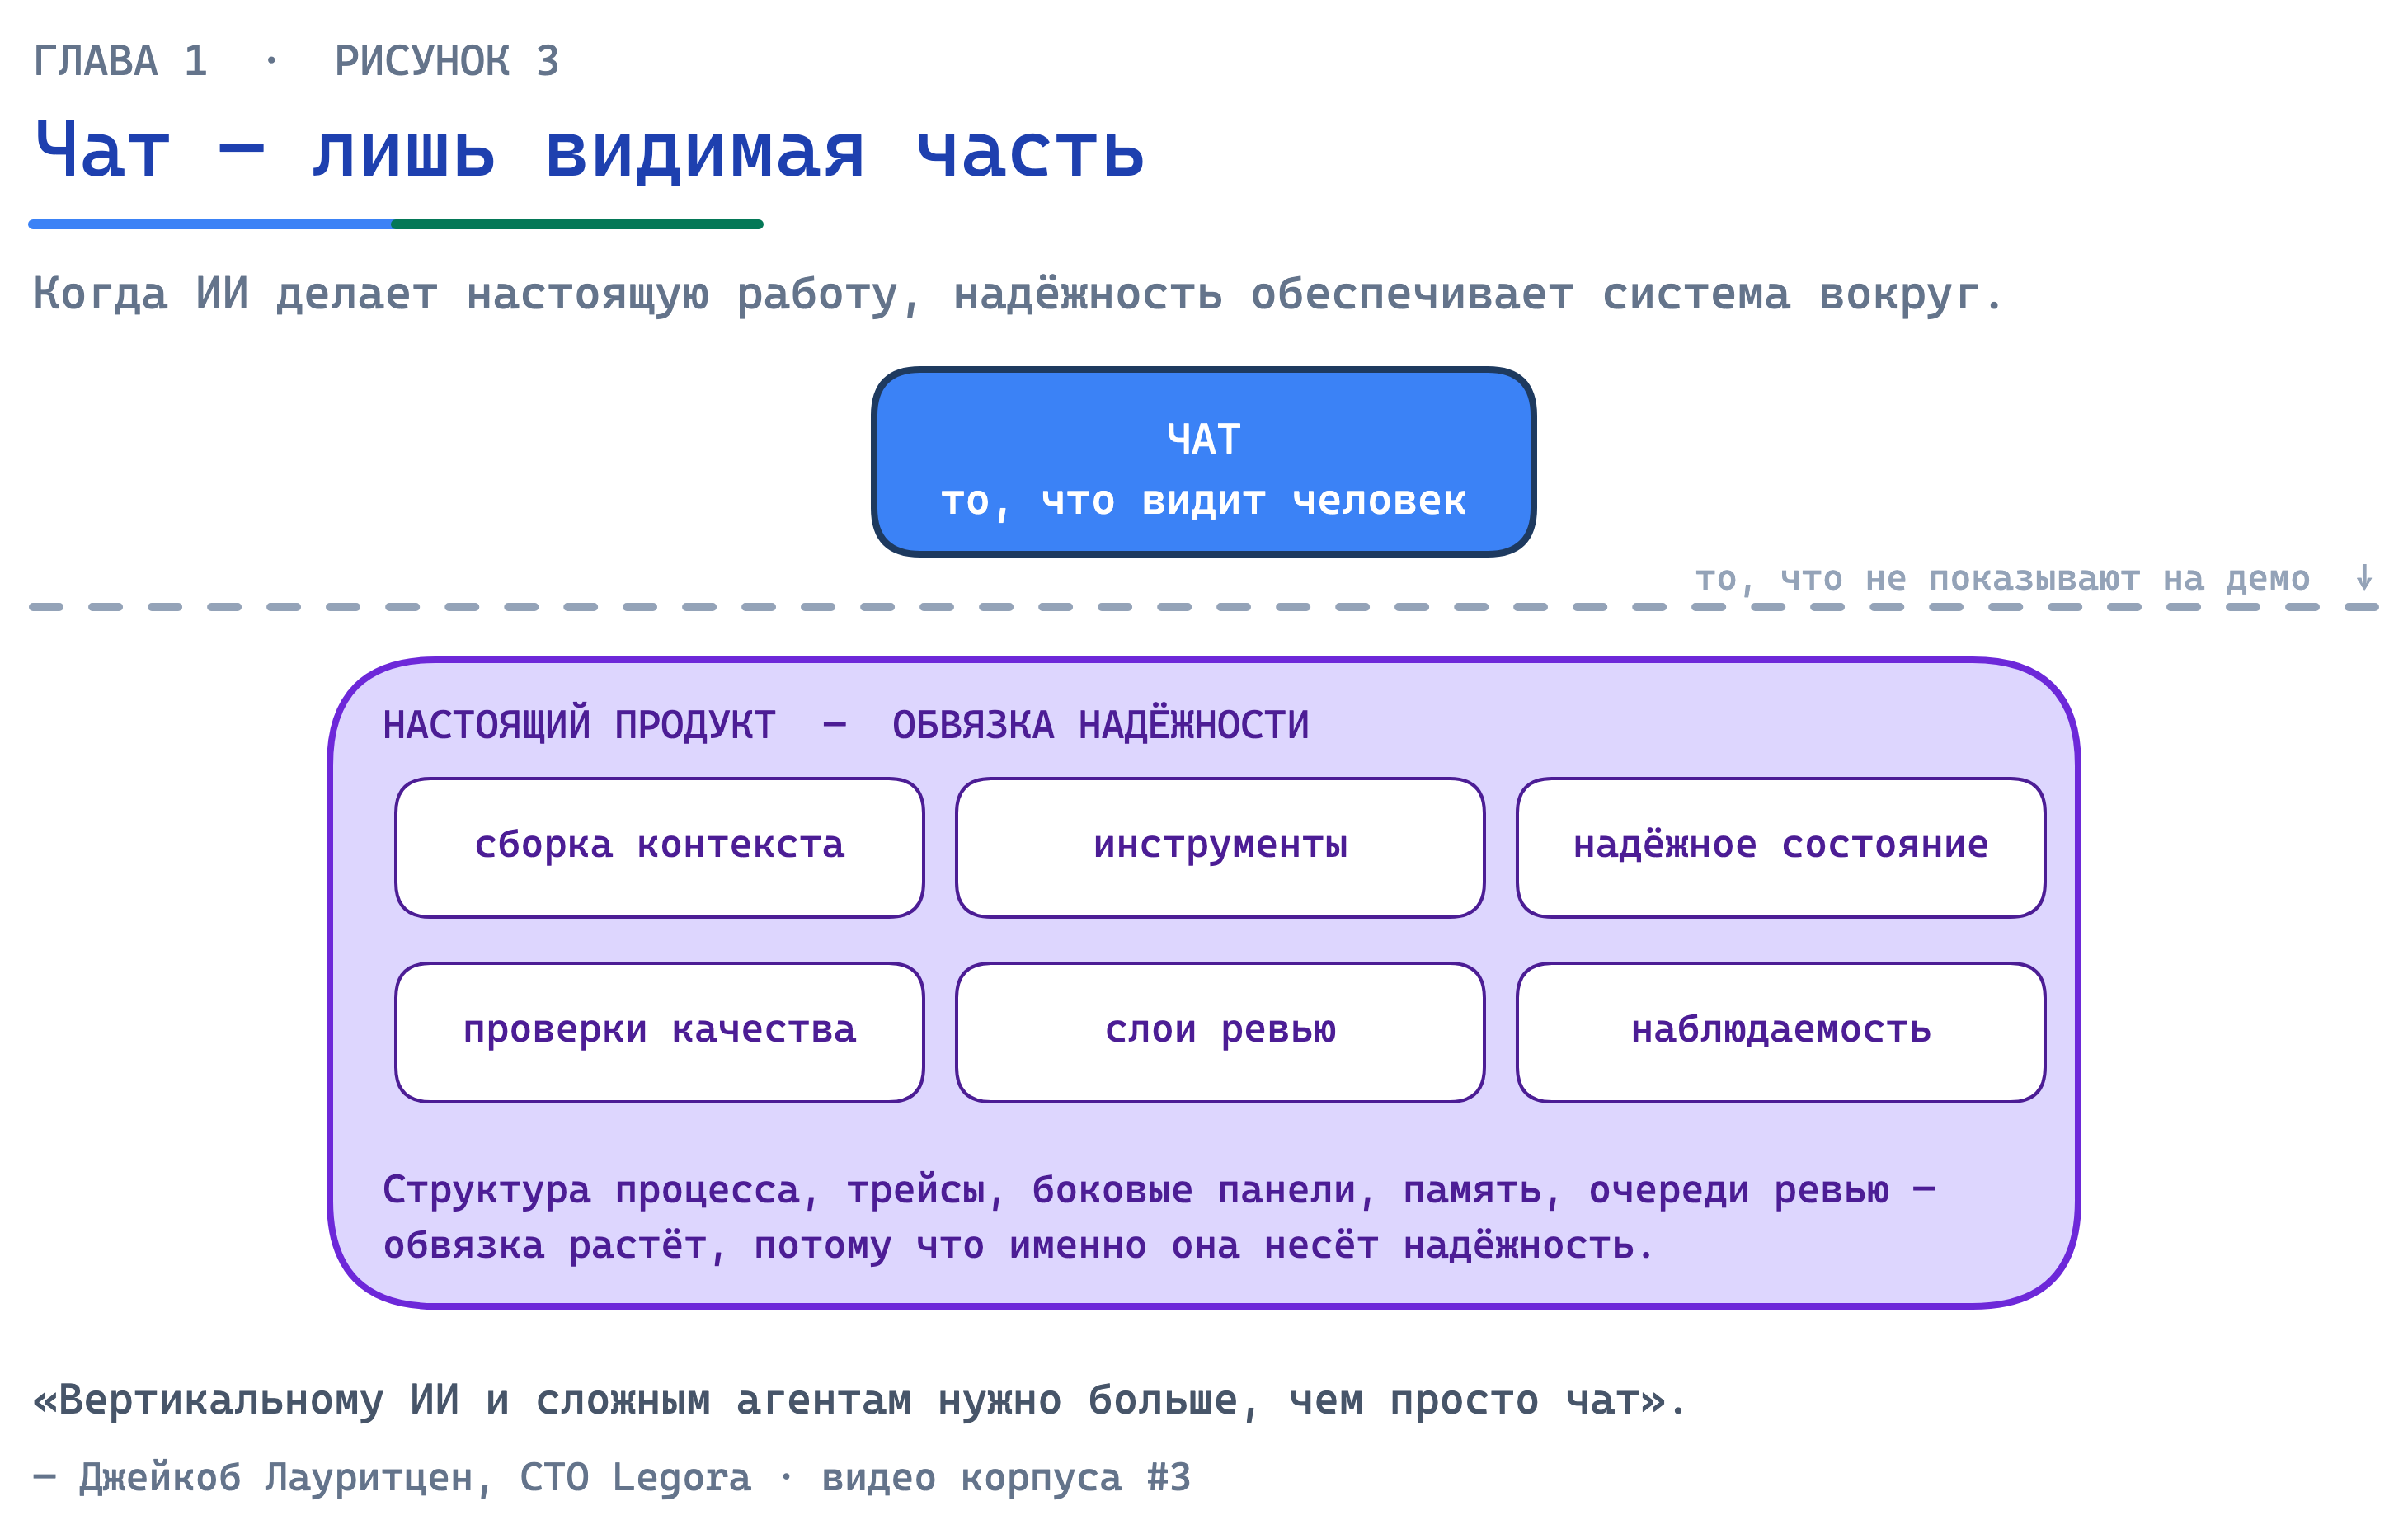 ГЛАВА 1 · РИСУНОК 3
Чат — лишь видимая часть
Когда ИИ делает настоящую работу, надёжность обеспечивает система вокруг.
ЧАТ
то, что видит человек
то, что не показывают на демо ↓
НАСТОЯЩИЙ ПРОДУКТ — ОБВЯЗКА НАДЁЖНОСТИ
сборка контекста
инструменты
надёжное состояние
проверки качества
слои ревью
наблюдаемость
Структура процесса, трейсы, боковые панели, память, очереди ревью —
обвязка растёт, потому что именно она несёт надёжность.
«Вертикальному ИИ и сложным агентам нужно больше, чем просто чат».
— Джейкоб Лауритцен, CTO Legora · видео корпуса #3